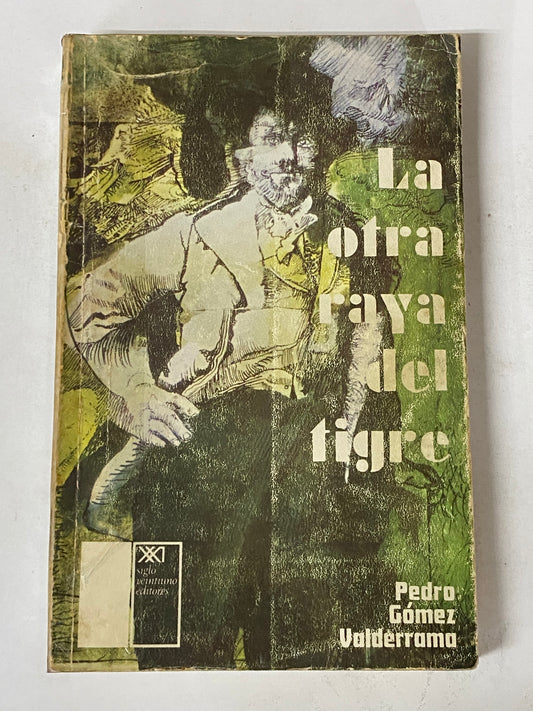 La
otra
raya
del
tigre
siglo
veintiuno
editores
Pedro
Gómez
Valderrama